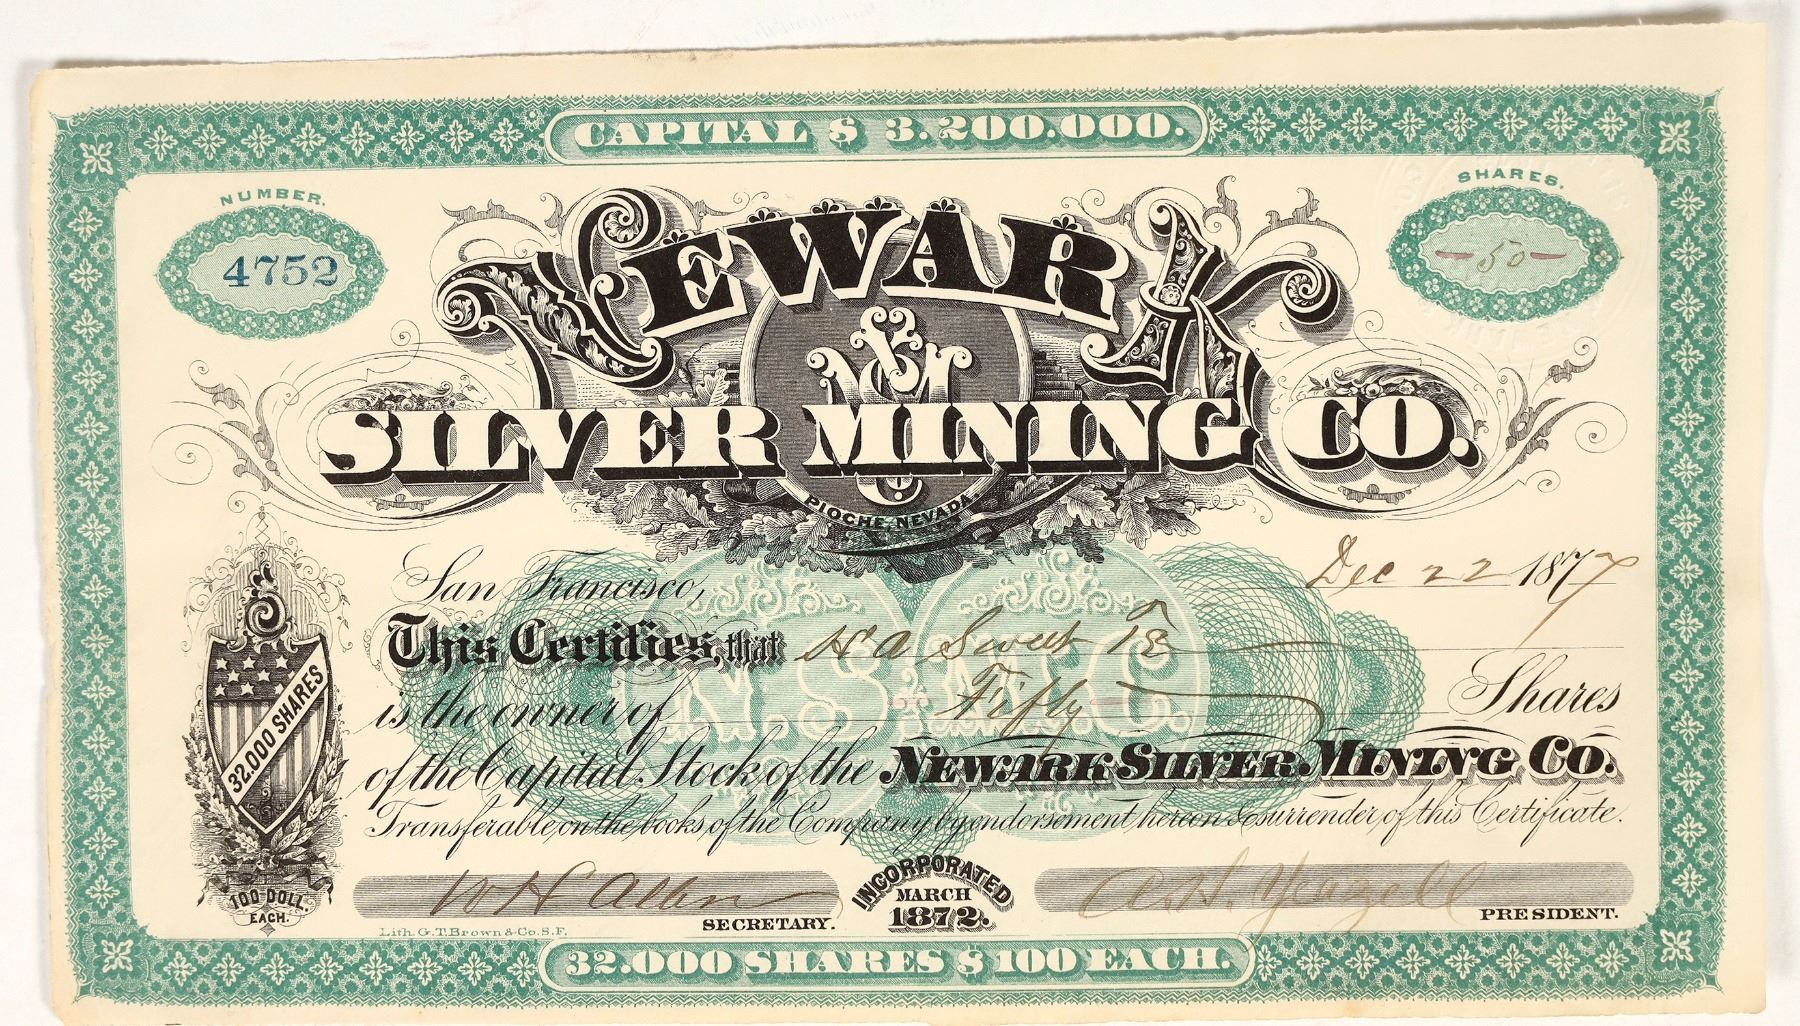 CAPITAL $ 3.200.000.
NUMBER.
4752
SHARES.
50
NEWARK
SILVER MINING CO.
PIOCHE, NEVADA.
San Francisco, Dec 22 1877
This Certifies, that H A Sweet Tr
is the owner of Fifty Shares
N.S.M.C.
of the Capital Stock of the NEWARK SILVER MINING CO.
Transferable on the books of the Company by endorsement hereon & surrender of this Certificate.
32.000 SHARES
100 DOLL.
EACH.
W H Allen
SECRETARY.
INCORPORATED
MARCH
1872.
PRESIDENT.
Lith. G.T. Brown & Co. S.F.
32.000 SHARES $ 100 EACH.